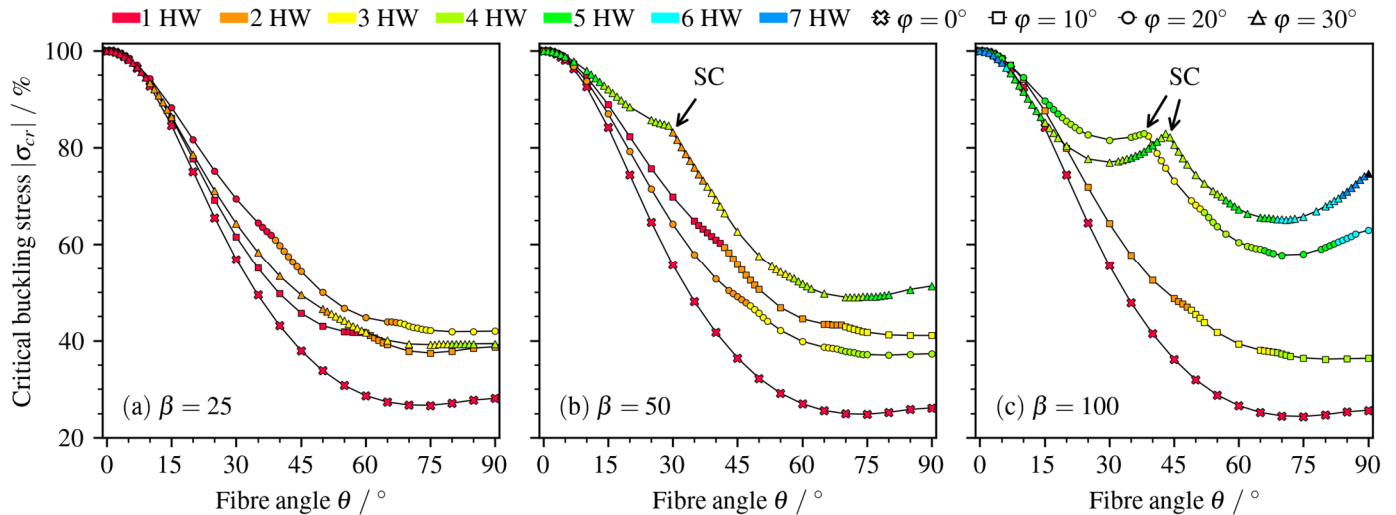 1 HW 2 HW 3 HW 4 HW 5 HW 6 HW 7 HW φ = 0° φ = 10° φ = 20° φ = 30°
Critical buckling stress |σcr| / %
100
80
60
40
20
(a) β = 25
0 15 30 45 60 75 90
Fibre angle θ / °
SC
(b) β = 50
0 15 30 45 60 75 90
Fibre angle θ / °
SC
(c) β = 100
0 15 30 45 60 75 90
Fibre angle θ / °